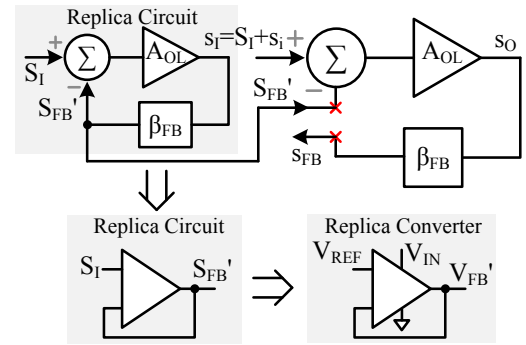 Replica Circuit
S_I + Σ A_OL
− S_FB' β_FB
s_I=S_I+s_i + Σ A_OL s_O
S_FB' −
s_FB β_FB
Replica Circuit
S_I S_FB'
Replica Converter
V_REF V_IN V_FB'